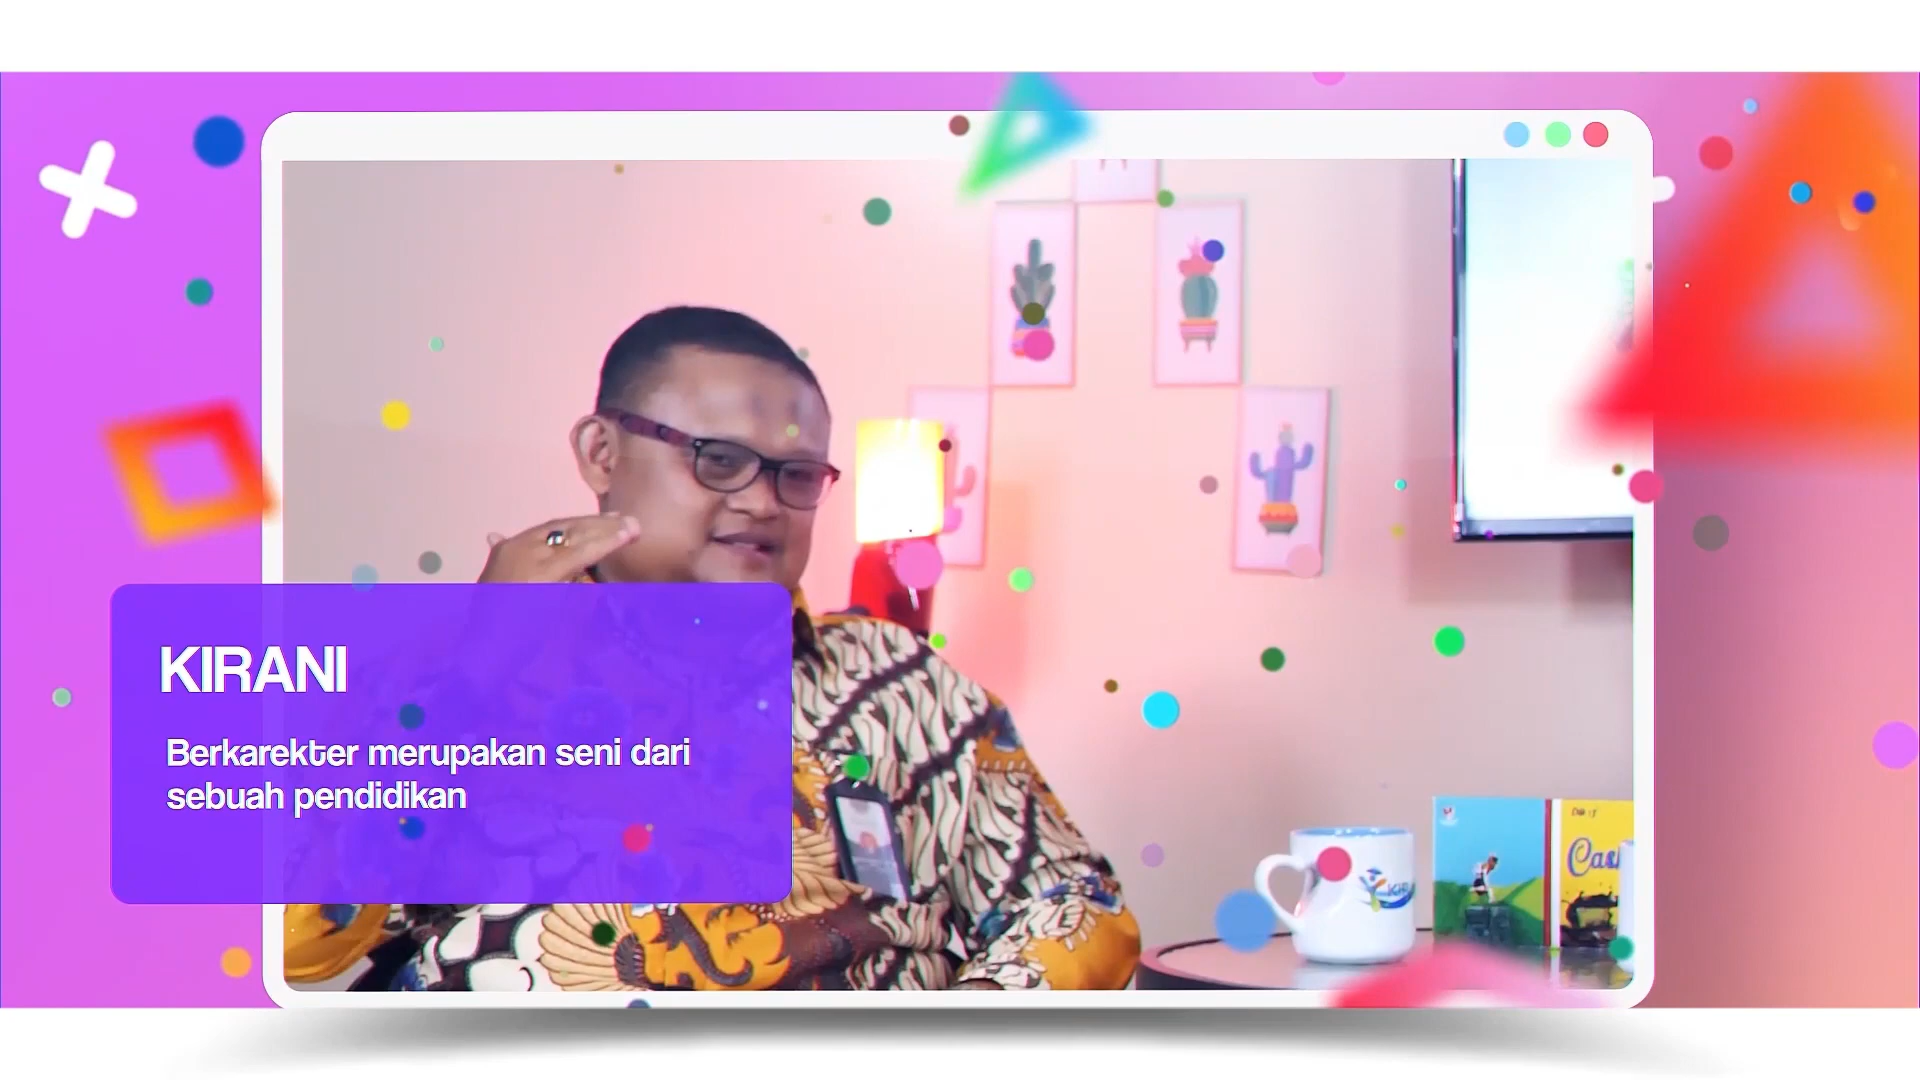 KIRANI
Berkarekter merupakan seni dari
sebuah pendidikan